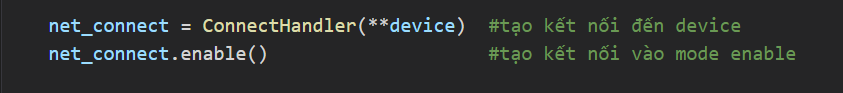 net_connect = ConnectHandler(**device)  #tạo kết nối đến device
net_connect.enable()                    #tạo kết nối vào mode enable